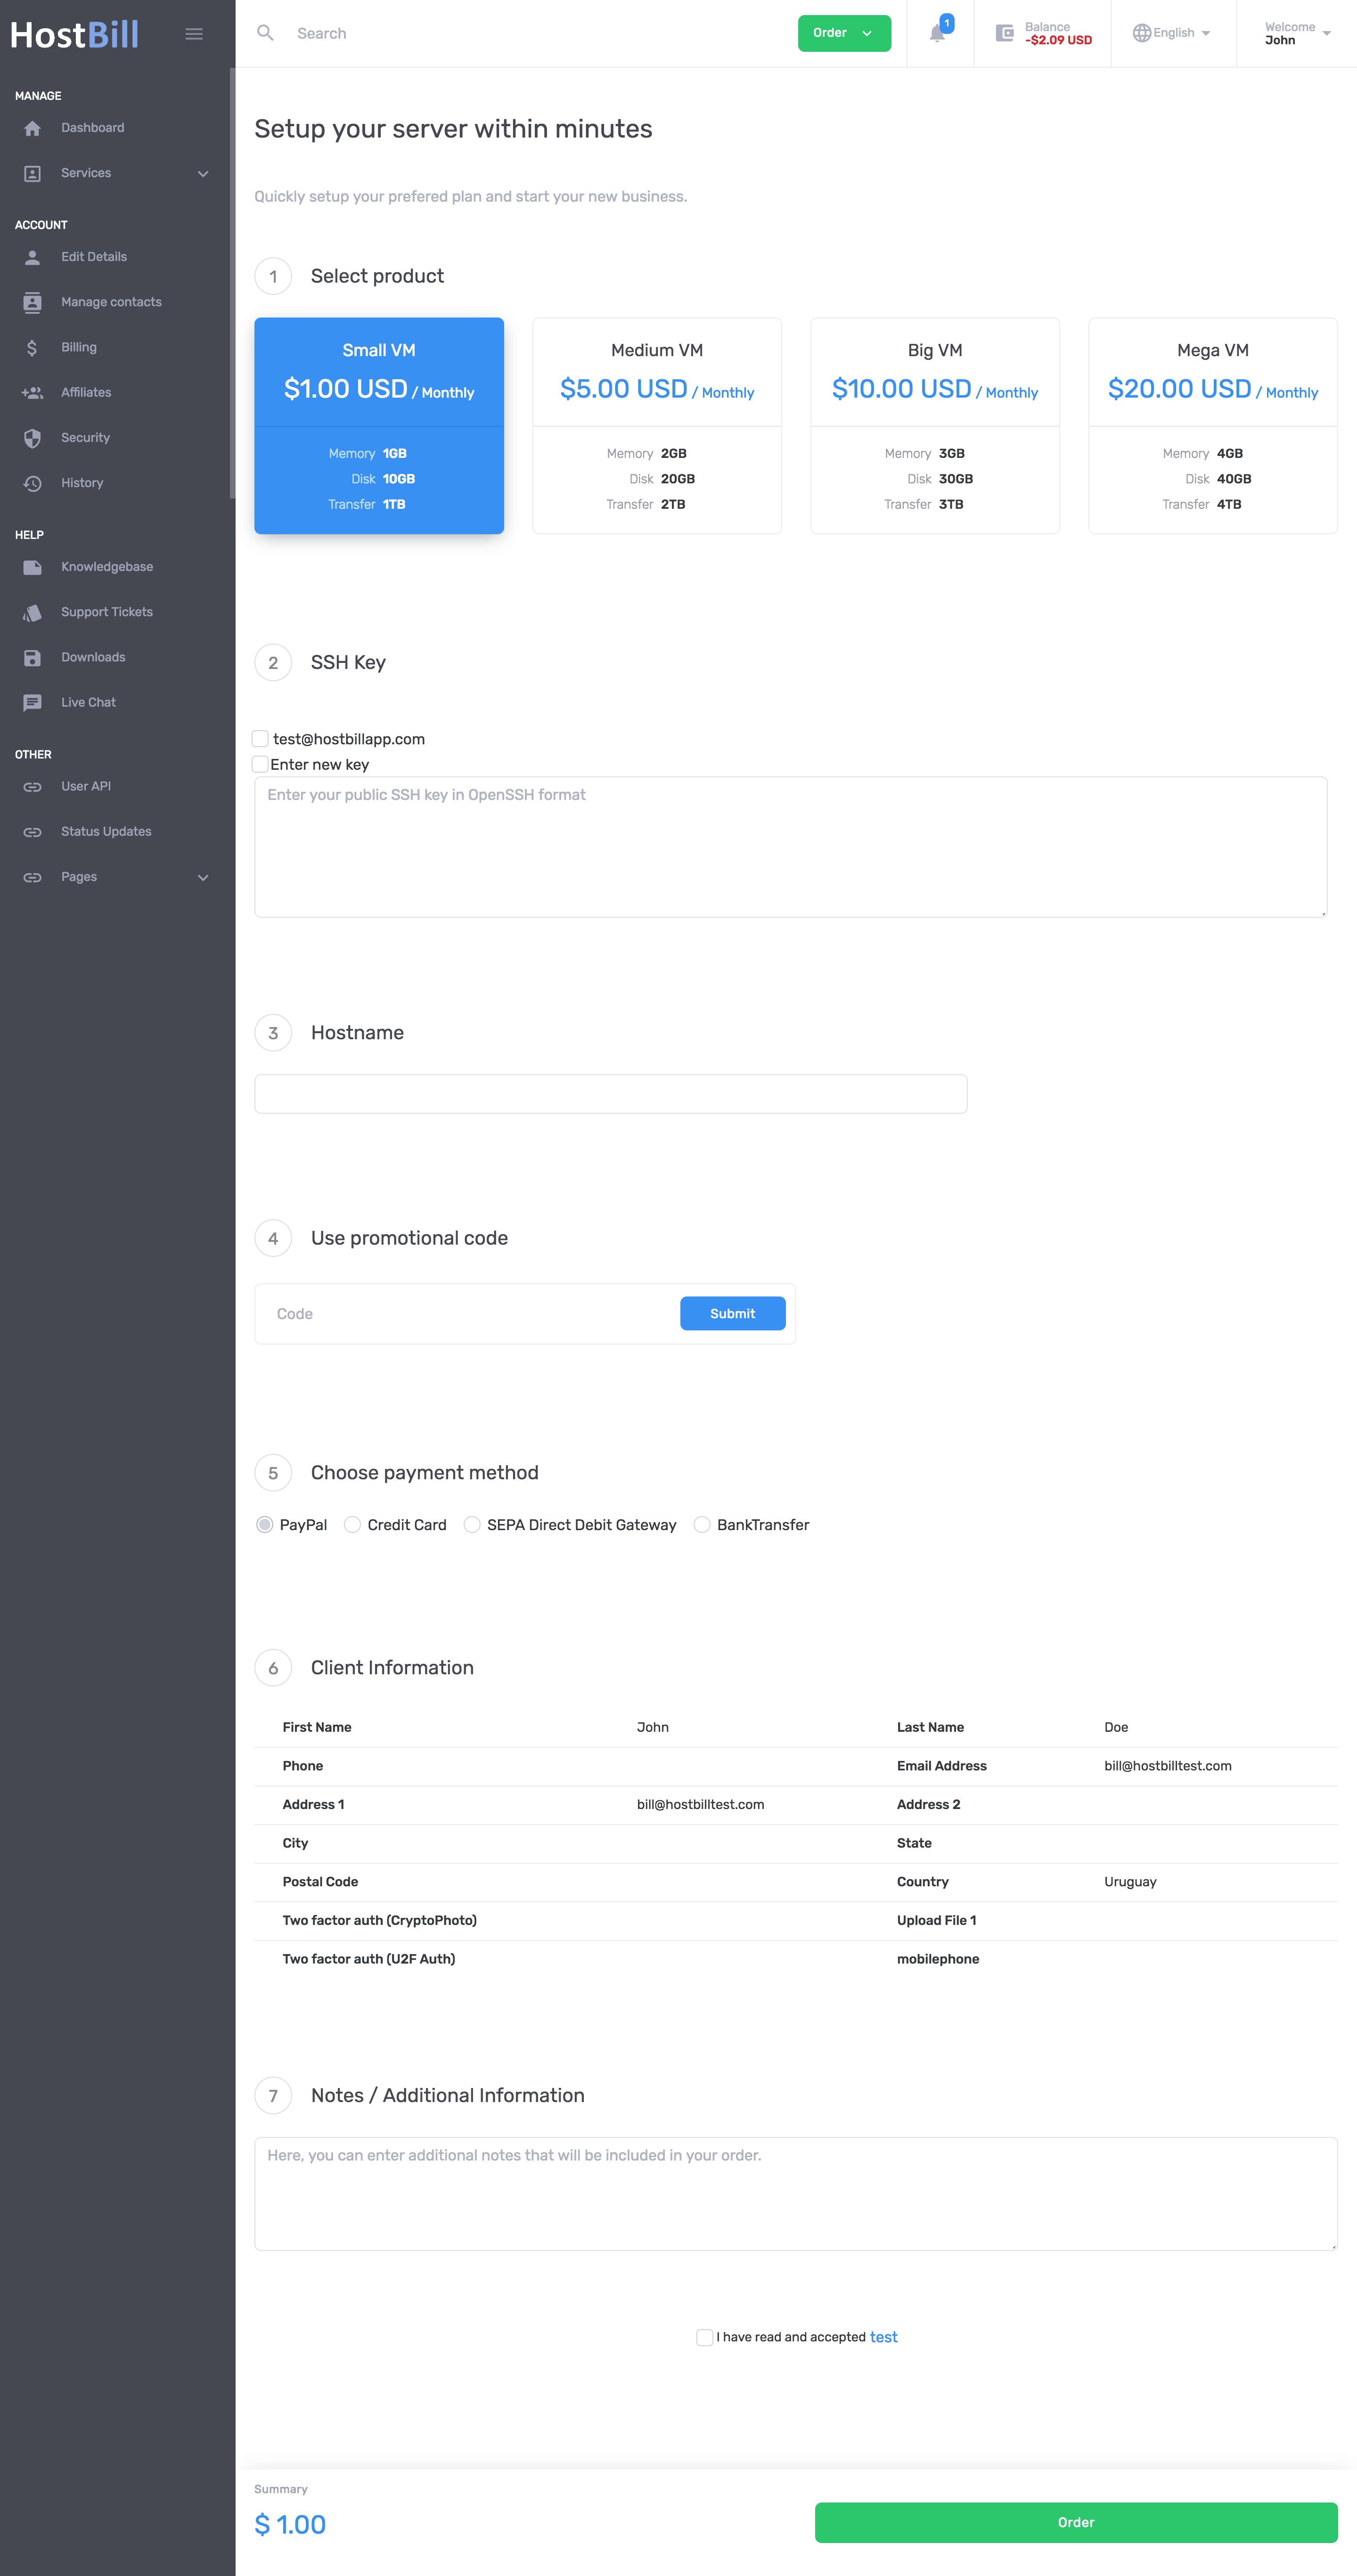 HostBill
MANAGE
Dashboard
Services
ACCOUNT
Edit Details
Manage contacts
Billing
Affiliates
Security
History
HELP
Knowledgebase
Support Tickets
Downloads
Live Chat
OTHER
User API
Status Updates
Pages
Search
Order
1
Balance
-$2.09 USD
English
Welcome
John
Setup your server within minutes
Quickly setup your prefered plan and start your new business.
1 Select product
Small VM
$1.00 USD / Monthly
Memory 1GB
Disk 10GB
Transfer 1TB
Medium VM
$5.00 USD / Monthly
Memory 2GB
Disk 20GB
Transfer 2TB
Big VM
$10.00 USD / Monthly
Memory 3GB
Disk 30GB
Transfer 3TB
Mega VM
$20.00 USD / Monthly
Memory 4GB
Disk 40GB
Transfer 4TB
2 SSH Key
test@hostbillapp.com
Enter new key
Enter your public SSH key in OpenSSH format
3 Hostname
4 Use promotional code
Code Submit
5 Choose payment method
PayPal Credit Card SEPA Direct Debit Gateway BankTransfer
6 Client Information
First Name John Last Name Doe
Phone Email Address bill@hostbilltest.com
Address 1 bill@hostbilltest.com Address 2
City State
Postal Code Country Uruguay
Two factor auth (CryptoPhoto) Upload File 1
Two factor auth (U2F Auth) mobilephone
7 Notes / Additional Information
Here, you can enter additional notes that will be included in your order.
I have read and accepted test
Summary
$ 1.00
Order